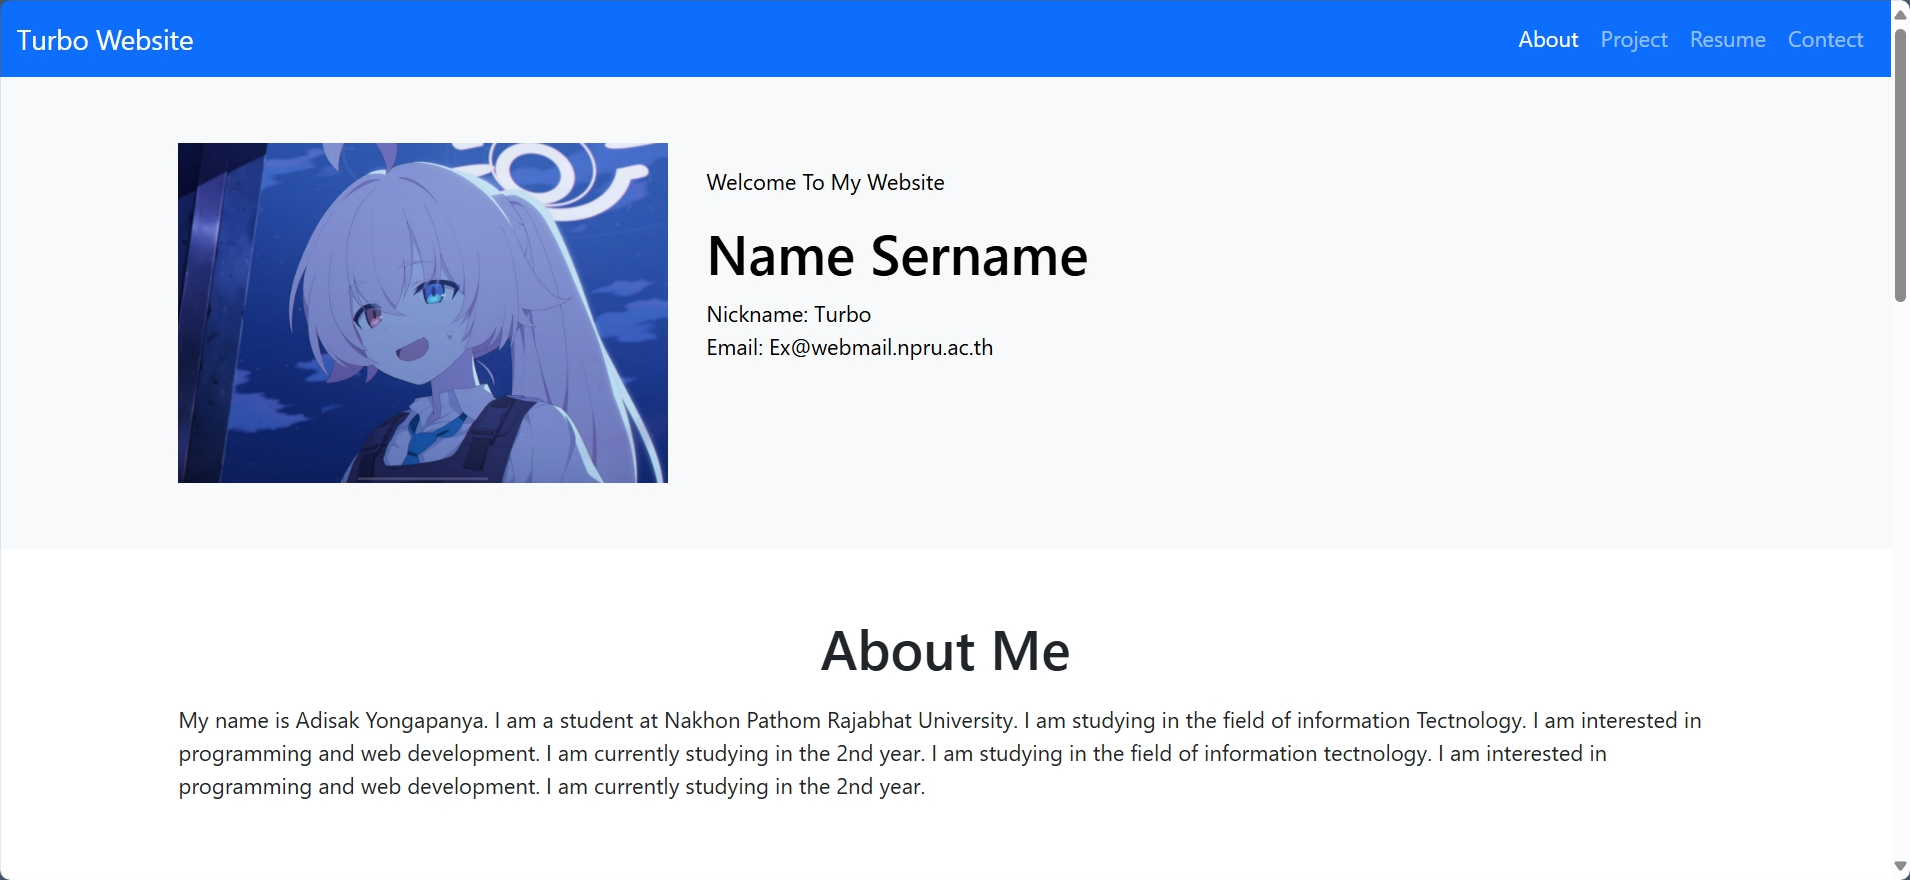 Turbo Website
About Project Resume Contect
Welcome To My Website
Name Sername
Nickname: Turbo
Email: Ex@webmail.npru.ac.th
About Me
My name is Adisak Yongapanya. I am a student at Nakhon Pathom Rajabhat University. I am studying in the field of information Tectnology. I am interested in
programming and web development. I am currently studying in the 2nd year. I am studying in the field of information tectnology. I am interested in
programming and web development. I am currently studying in the 2nd year.